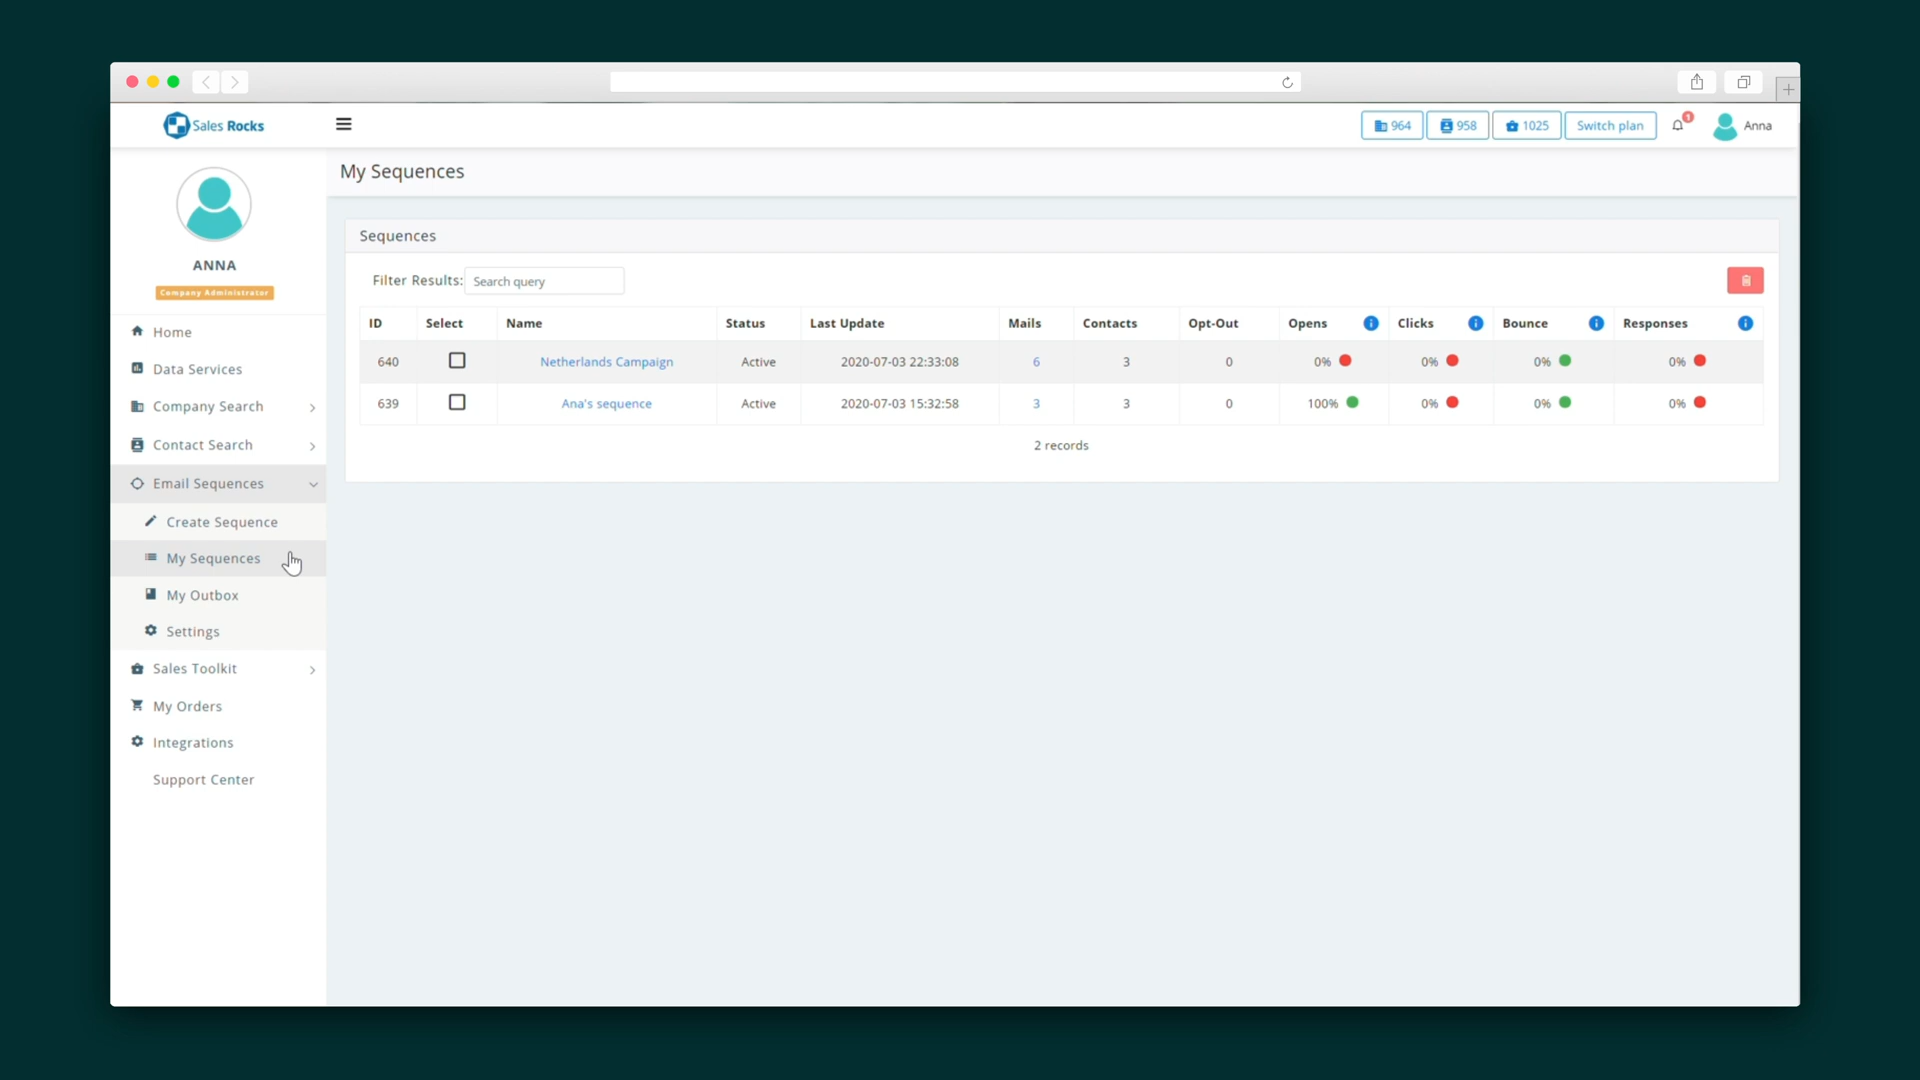 Sales Rocks
964
958
1025
Switch plan
1
Anna
ANNA
Company Administrator
Home
Data Services
Company Search
Contact Search
Email Sequences
Create Sequence
My Sequences
My Outbox
Settings
Sales Toolkit
My Orders
Integrations
Support Center
My Sequences
Sequences
Filter Results: Search query
ID Select Name Status Last Update Mails Contacts Opt-Out Opens Clicks Bounce Responses
640 Netherlands Campaign Active 2020-07-03 22:33:08 6 3 0 0% 0% 0% 0%
639 Ana's sequence Active 2020-07-03 15:32:58 3 3 0 100% 0% 0% 0%
2 records